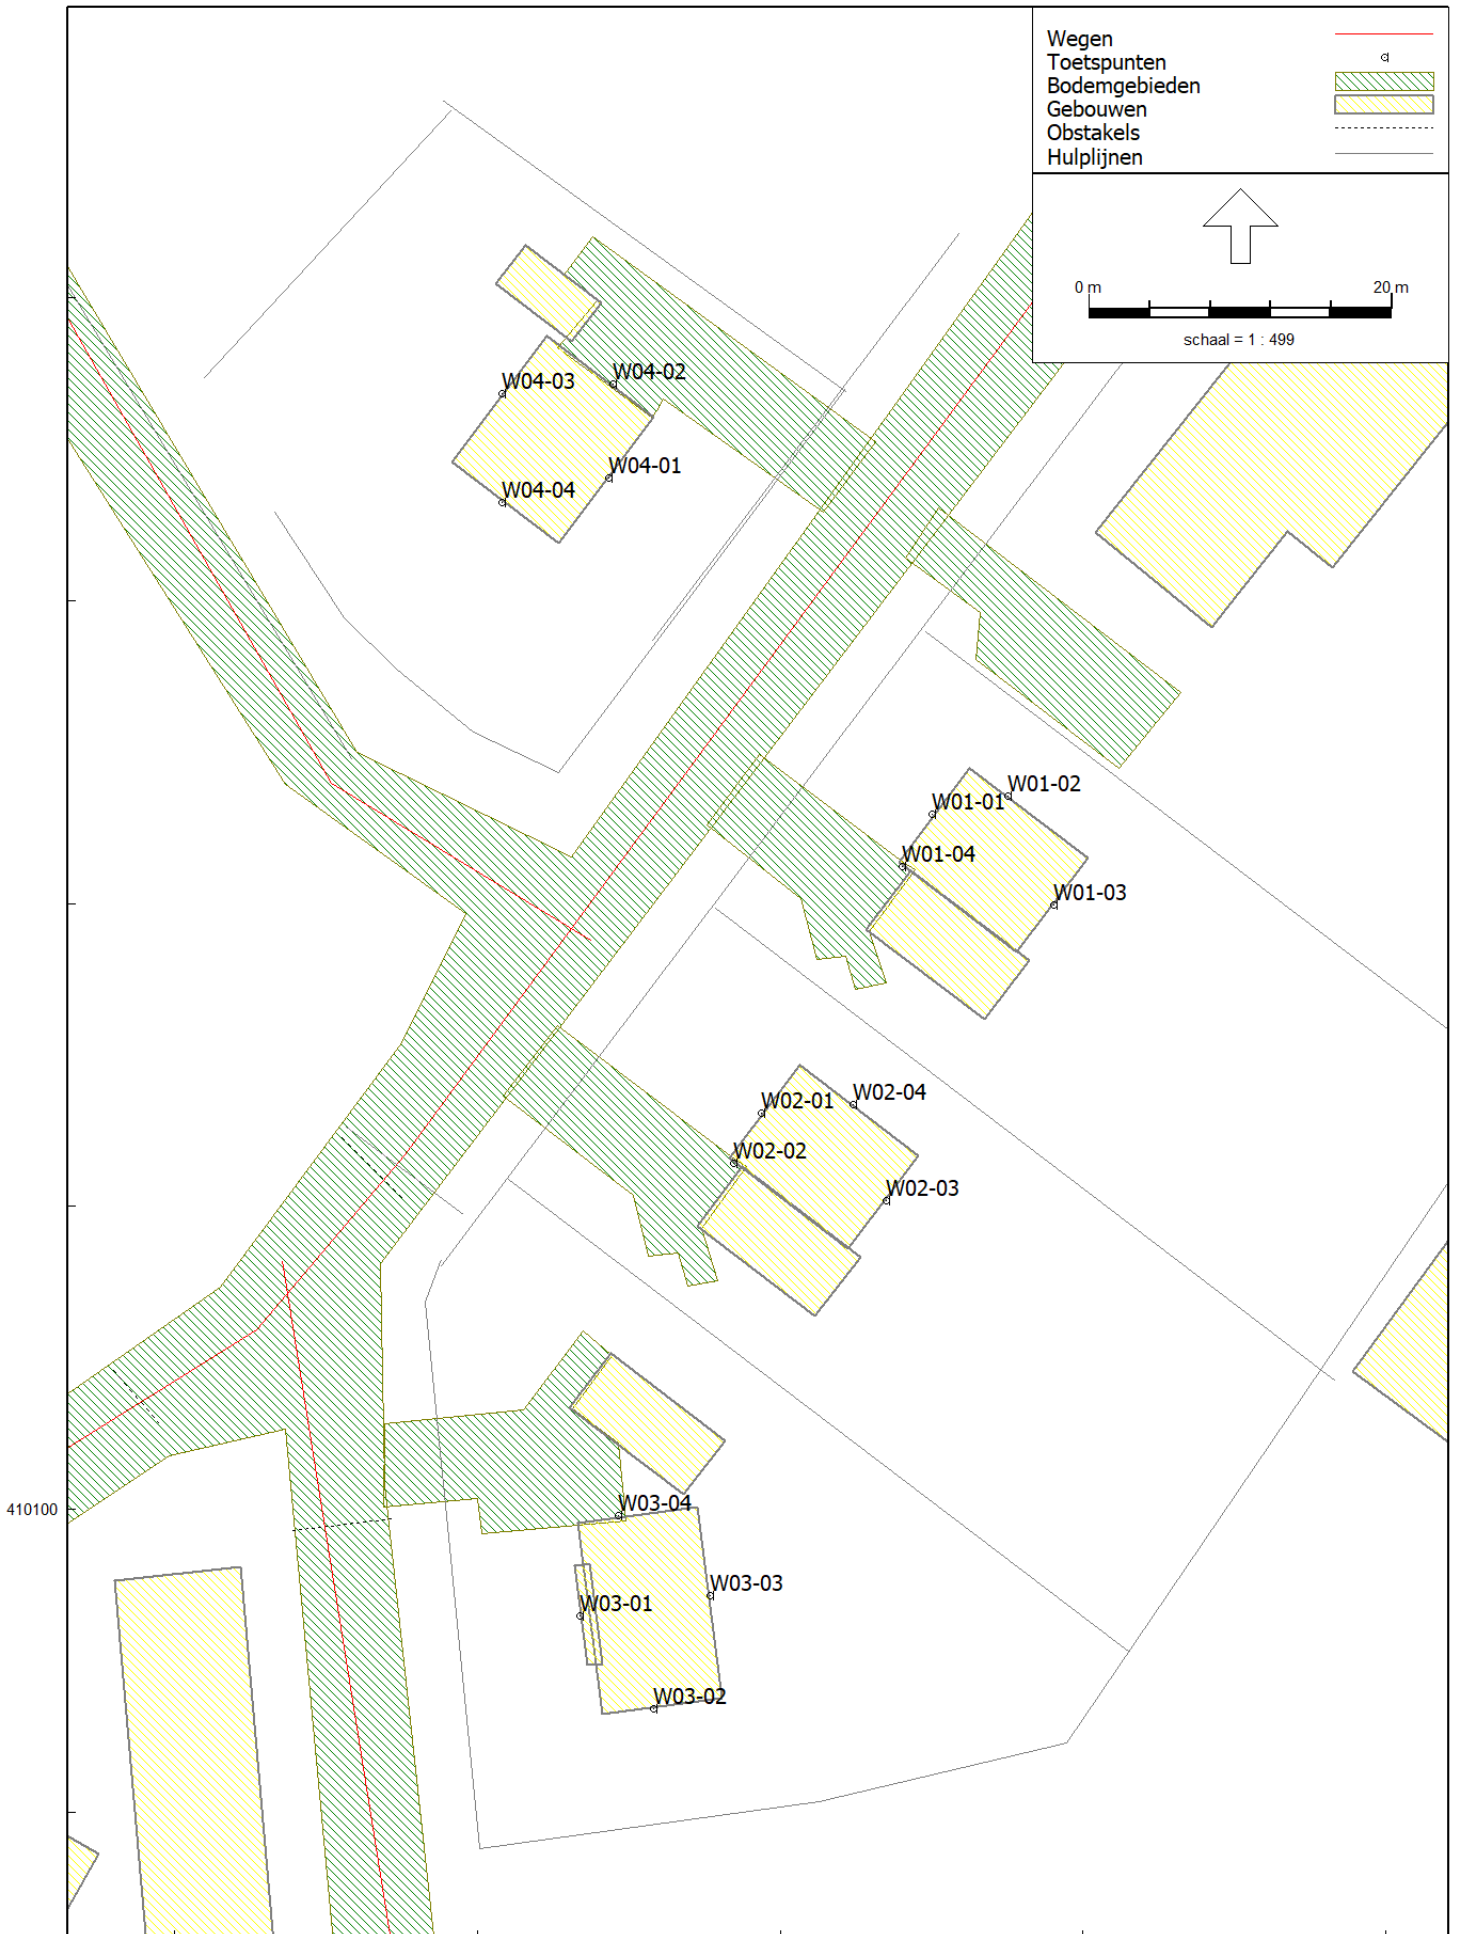 Wegen
Toetspunten
Bodemgebieden
Gebouwen
Obstakels
Hulplijnen
0 m 20 m
schaal = 1 : 499
W04-03
W04-02
W04-01
W04-04
W01-02
W01-01
W01-04
W01-03
W02-04
W02-01
W02-02
W02-03
410100
W03-04
W03-03
W03-01
W03-02